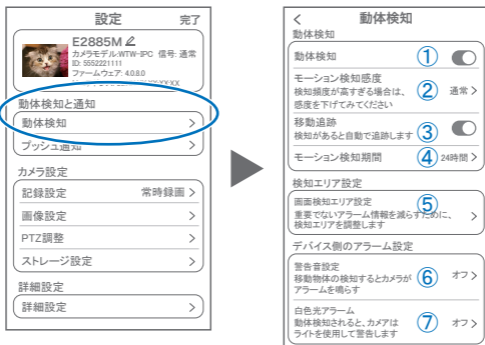 設定 完了
E2885M
カメラモデル:WTW-IPC 信号: 通常
ID: 5552221111
ファームウェア: 4.0.8.0
動体検知と通知
動体検知
プッシュ通知
カメラ設定
記録設定 常時録画
画像設定
PTZ調整
ストレージ設定
詳細設定
詳細設定
動体検知
動体検知
動体検知 ①
モーション検知感度
検知頻度が高すぎる場合は、 ② 通常
感度を下げてみてください
移動追跡
検知があると自動で追跡します ③
モーション検知期間 ④ 24時間
検知エリア設定
画面検知エリア設定 ⑤
重要でないアラーム情報を減らすために、
検知エリアを調整します
デバイス側のアラーム設定
警告音設定
移動物体の検知するとカメラが ⑥ オフ
アラームを鳴らす
白色光アラーム
動体検知されると、カメアは ⑦ オフ
ライトを使用して警告します